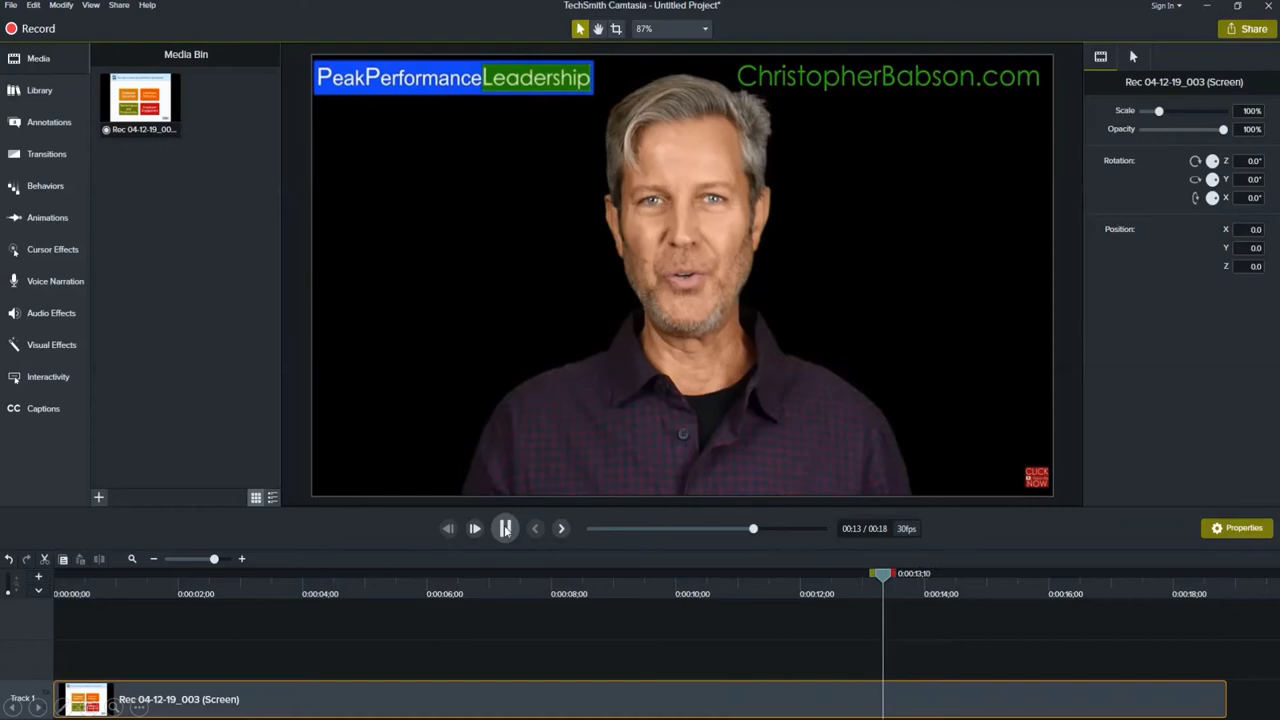 TechSmith Camtasia - Untitled Project*
File Edit Modify View Share Help
Sign In
Record
87%
Share
Media
Library
Annotations
Transitions
Behaviors
Animations
Cursor Effects
Voice Narration
Audio Effects
Visual Effects
Interactivity
CC Captions
Media Bin
Rec 04-12-19_00...
PeakPerformanceLeadership
ChristopherBabson.com
CLICK
NOW
Rec 04-12-19_003 (Screen)
Scale 100%
Opacity 100%
Rotation: Z 0.0°
Y 0.0°
X 0.0°
Position: X 0.0
Y 0.0
Z 0.0
00:13 / 00:18 30fps
Properties
0:00:13;10
0:00:00;00 0:00:02;00 0:00:04;00 0:00:06;00 0:00:08;00 0:00:10;00 0:00:12;00 0:00:14;00 0:00:16;00 0:00:18;00
Track 1
Rec 04-12-19_003 (Screen)